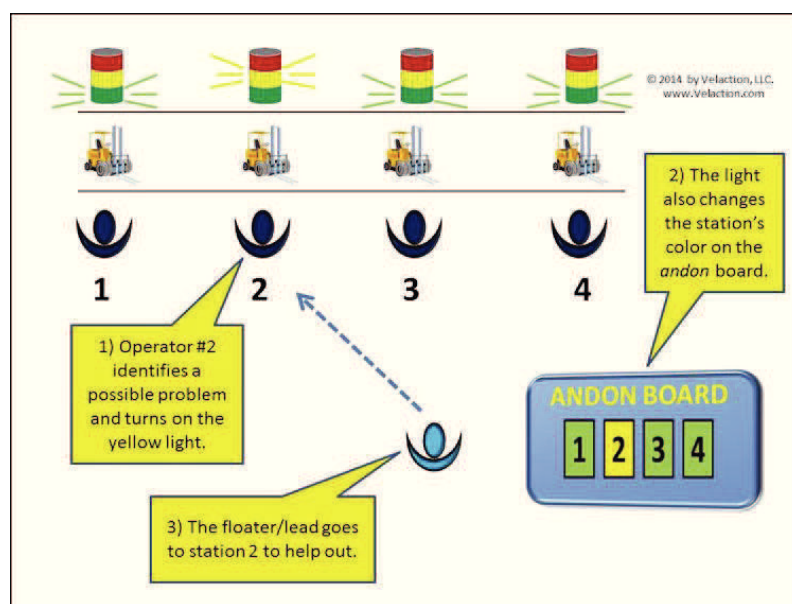 © 2014 by Velaction, LLC.
www.Velaction.com
2) The light
also changes
the station's
color on the
andon board.
1 2 3 4
1) Operator #2
identifies a
possible problem
and turns on the
yellow light.
ANDON BOARD
1 2 3 4
3) The floater/lead goes
to station 2 to help out.